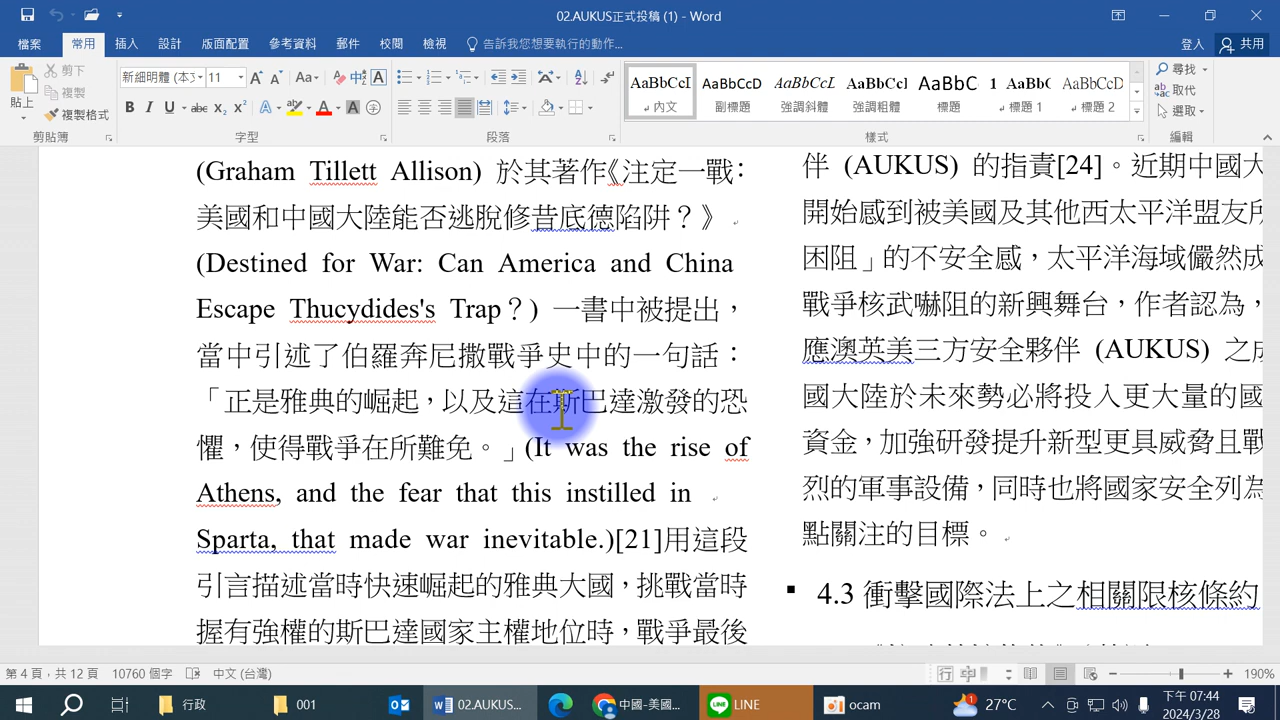 02.AUKUS正式投稿 (1) - Word
檔案 常用 插入 設計 版面配置 參考資料 郵件 校閱 檢視 告訴我您想要執行的動作... 登入 共用
貼上 剪下 複製 複製格式
新細明體 (本文 11
AaBbCcI AaBbCcD AaBbCcL AaBbCcl AaBbC 1 AaBbC AaBbCcD
內文 副標題 強調斜體 強調粗體 標題 標題 1 標題 2
尋找 取代 選取
剪貼簿 字型 段落 樣式 編輯
(Graham Tillett Allison) 於其著作《注定一戰：
美國和中國大陸能否逃脫修昔底德陷阱？》
(Destined for War: Can America and China
Escape Thucydides's Trap？) 一書中被提出，
當中引述了伯羅奔尼撒戰爭史中的一句話：
「正是雅典的崛起，以及這在斯巴達激發的恐
懼，使得戰爭在所難免。」(It was the rise of
Athens, and the fear that this instilled in
Sparta, that made war inevitable.)[21]用這段
引言描述當時快速崛起的雅典大國，挑戰當時
握有強權的斯巴達國家主權地位時，戰爭最後
伴 (AUKUS) 的指責[24]。近期中國大
開始感到被美國及其他西太平洋盟友所
困阻」的不安全感，太平洋海域儼然成
戰爭核武嚇阻的新興舞台，作者認為，
應澳英美三方安全夥伴 (AUKUS) 之成
國大陸於未來勢必將投入更大量的國
資金，加強研發提升新型更具威脅且戰
烈的軍事設備，同時也將國家安全列為
點關注的目標。
▪ 4.3 衝擊國際法上之相關限核條約
第 4 頁，共 12 頁 10760 個字 中文 (台灣) 190%
行政 001 02.AUKUS... 中國-美國... LINE ocam 27°C 下午 07:44
2024/3/28